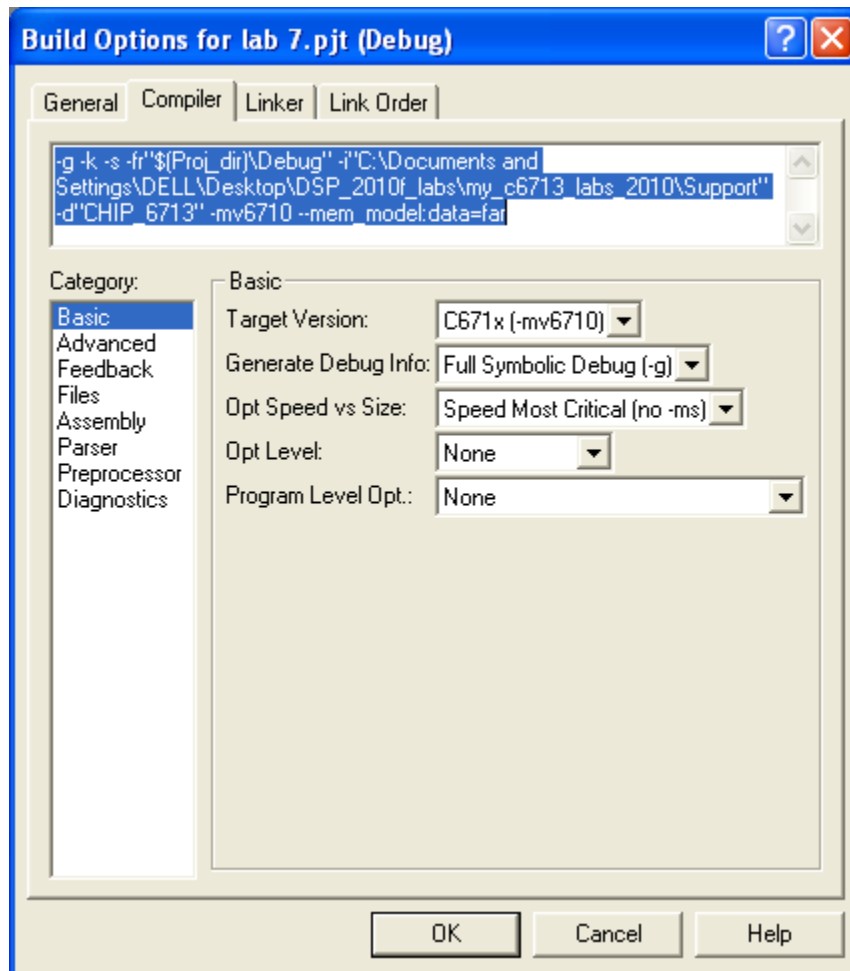 Build Options for lab 7.pjt (Debug)
General Compiler Linker Link Order
-g -k -s -fr"$(Proj_dir)\Debug" -i"C:\Documents and
Settings\DELL\Desktop\DSP_2010f_labs\my_c6713_labs_2010\Support"
-d"CHIP_6713" -mv6710 --mem_model:data=far
Category:
Basic
Advanced
Feedback
Files
Assembly
Parser
Preprocessor
Diagnostics
Basic
Target Version: C671x (-mv6710)
Generate Debug Info: Full Symbolic Debug (-g)
Opt Speed vs Size: Speed Most Critical (no -ms)
Opt Level: None
Program Level Opt.: None
OK Cancel Help